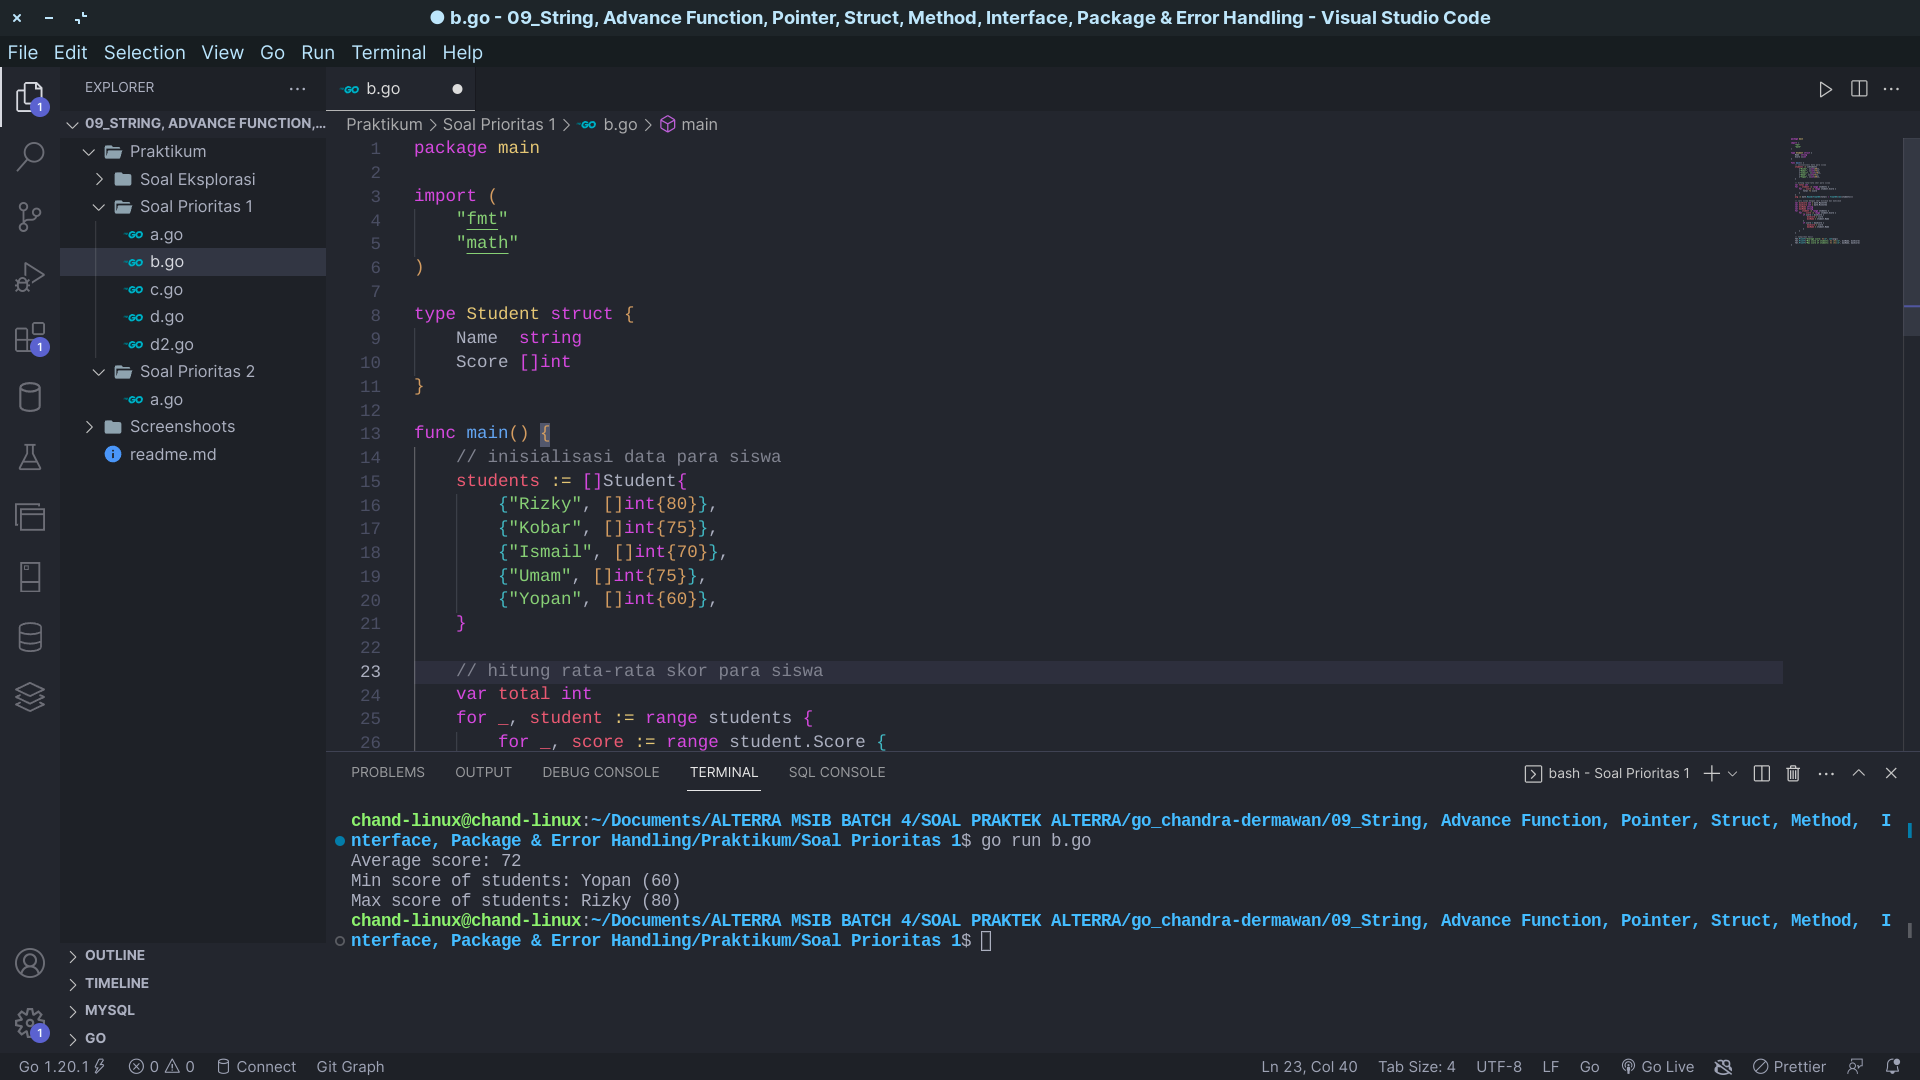 b.go - 09_String, Advance Function, Pointer, Struct, Method, Interface, Package & Error Handling - Visual Studio Code
File Edit Selection View Go Run Terminal Help
EXPLORER
09_STRING, ADVANCE FUNCTION,...
Praktikum
Soal Eksplorasi
Soal Prioritas 1
a.go
b.go
c.go
d.go
d2.go
Soal Prioritas 2
a.go
Screenshoots
readme.md
OUTLINE
TIMELINE
MYSQL
GO
1
1
1
b.go
Praktikum > Soal Prioritas 1 > b.go > main
1 package main
2
3 import (
4 "fmt"
5 "math"
6 )
7
8 type Student struct {
9 Name string
10 Score []int
11 }
12
13 func main() {
14 // inisialisasi data para siswa
15 students := []Student{
16 {"Rizky", []int{80}},
17 {"Kobar", []int{75}},
18 {"Ismail", []int{70}},
19 {"Umam", []int{75}},
20 {"Yopan", []int{60}},
21 }
22
23 // hitung rata-rata skor para siswa
24 var total int
25 for _, student := range students {
26 for _, score := range student.Score {
PROBLEMS OUTPUT DEBUG CONSOLE TERMINAL SQL CONSOLE
bash - Soal Prioritas 1
chand-linux@chand-linux:~/Documents/ALTERRA MSIB BATCH 4/SOAL PRAKTEK ALTERRA/go_chandra-dermawan/09_String, Advance Function, Pointer, Struct, Method, I
nterface, Package & Error Handling/Praktikum/Soal Prioritas 1$ go run b.go
Average score: 72
Min score of students: Yopan (60)
Max score of students: Rizky (80)
chand-linux@chand-linux:~/Documents/ALTERRA MSIB BATCH 4/SOAL PRAKTEK ALTERRA/go_chandra-dermawan/09_String, Advance Function, Pointer, Struct, Method, I
nterface, Package & Error Handling/Praktikum/Soal Prioritas 1$
Go 1.20.1 0 0 Connect Git Graph
Ln 23, Col 40 Tab Size: 4 UTF-8 LF Go Go Live Prettier